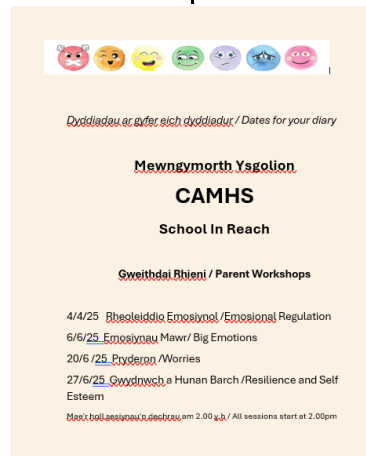 Dyddiadau ar gyfer eich dyddiadur / Dates for your diary
Mewngymorth Ysgolion
CAMHS
School In Reach
Gweithdai Rhieni / Parent Workshops
4/4/25 Rheoleiddio Emosiynol /Emosional Regulation
6/6/25 Emosiynau Mawr/ Big Emotions
20/6 /25 Pryderon /Worries
27/6/25 Gwydnwch a Hunan Barch /Resilience and Self
Esteem
Mae'r holl sesiynau'n dechrau am 2.00 y.h / All sessions start at 2.00pm